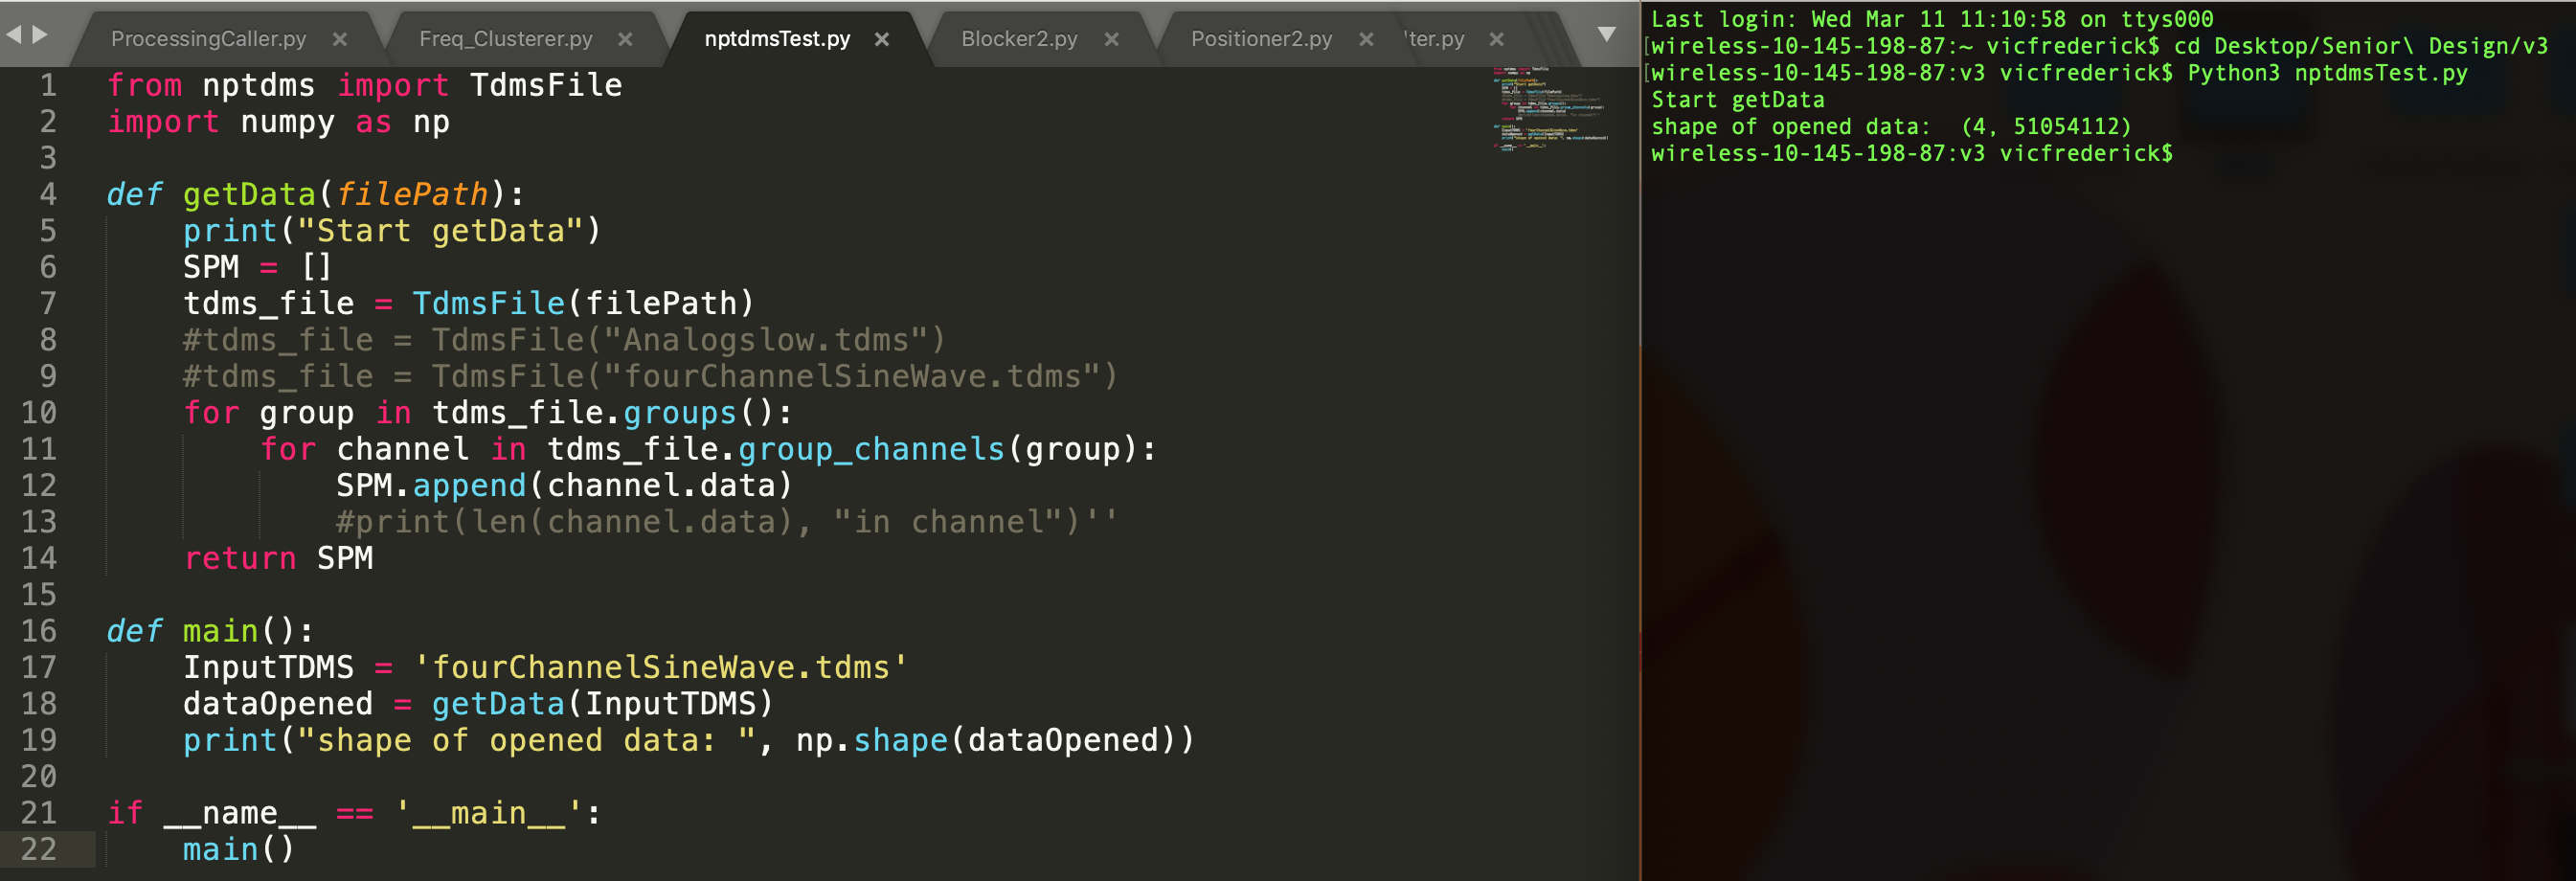 ProcessingCaller.py × Freq_Clusterer.py × nptdmsTest.py × Blocker2.py × Positioner2.py × lter.py ×
1 from nptdms import TdmsFile
2 import numpy as np
3
4 def getData(filePath):
5     print("Start getData")
6     SPM = []
7     tdms_file = TdmsFile(filePath)
8     #tdms_file = TdmsFile("Analogslow.tdms")
9     #tdms_file = TdmsFile("fourChannelSineWave.tdms")
10     for group in tdms_file.groups():
11         for channel in tdms_file.group_channels(group):
12             SPM.append(channel.data)
13             #print(len(channel.data), "in channel")''
14     return SPM
15
16 def main():
17     InputTDMS = 'fourChannelSineWave.tdms'
18     dataOpened = getData(InputTDMS)
19     print("shape of opened data: ", np.shape(dataOpened))
20
21 if __name__ == '__main__':
22     main()
Last login: Wed Mar 11 11:10:58 on ttys000
[wireless-10-145-198-87:~ vicfrederick$ cd Desktop/Senior\ Design/v3
[wireless-10-145-198-87:v3 vicfrederick$ Python3 nptdmsTest.py
Start getData
shape of opened data:  (4, 51054112)
wireless-10-145-198-87:v3 vicfrederick$